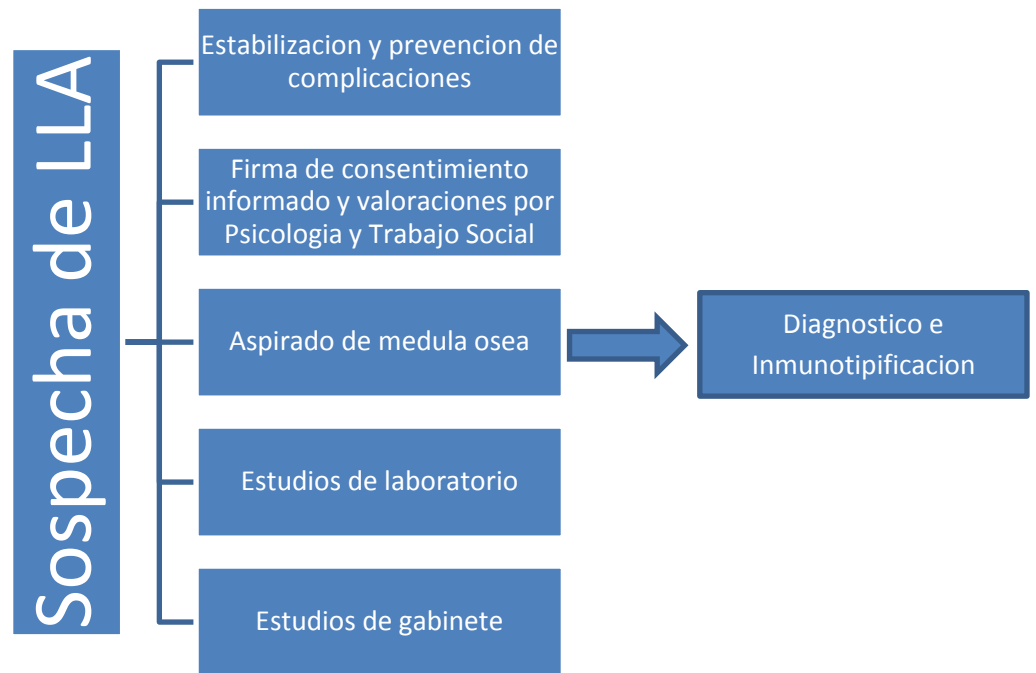 Sospecha de LLA
Estabilizacion y prevencion de
complicaciones
Firma de consentimiento
informado y valoraciones por
Psicologia y Trabajo Social
Aspirado de medula osea
Diagnostico e
Inmunotipificacion
Estudios de laboratorio
Estudios de gabinete